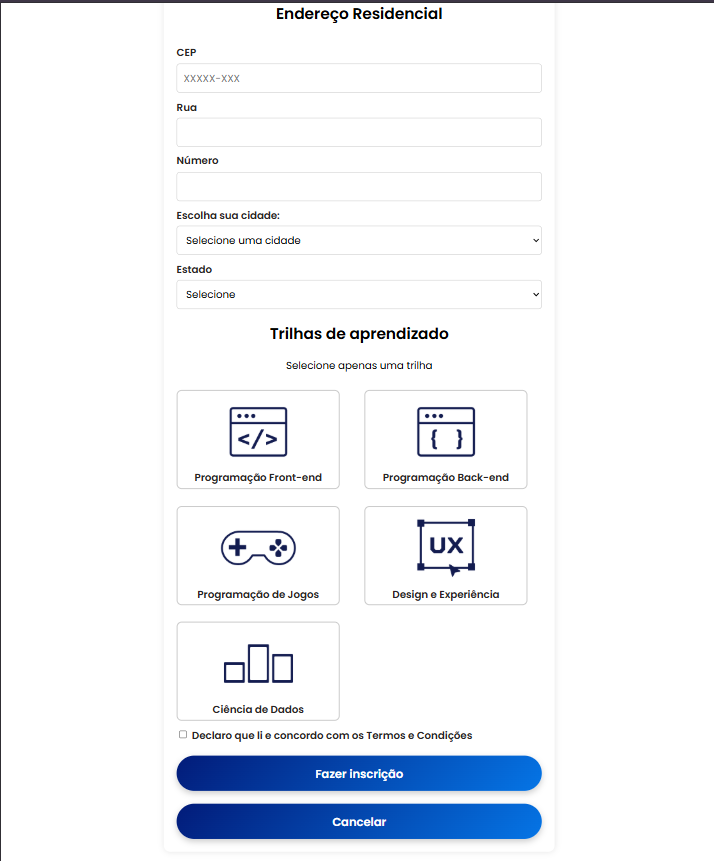 Endereço Residencial
CEP
XXXXX-XXX
Rua
Número
Escolha sua cidade:
Selecione uma cidade
Estado
Selecione
Trilhas de aprendizado
Selecione apenas uma trilha
</>
{ }
Programação Front-end
Programação Back-end
UX
Programação de Jogos
Design e Experiência
Ciência de Dados
Declaro que li e concordo com os Termos e Condições
Fazer inscrição
Cancelar